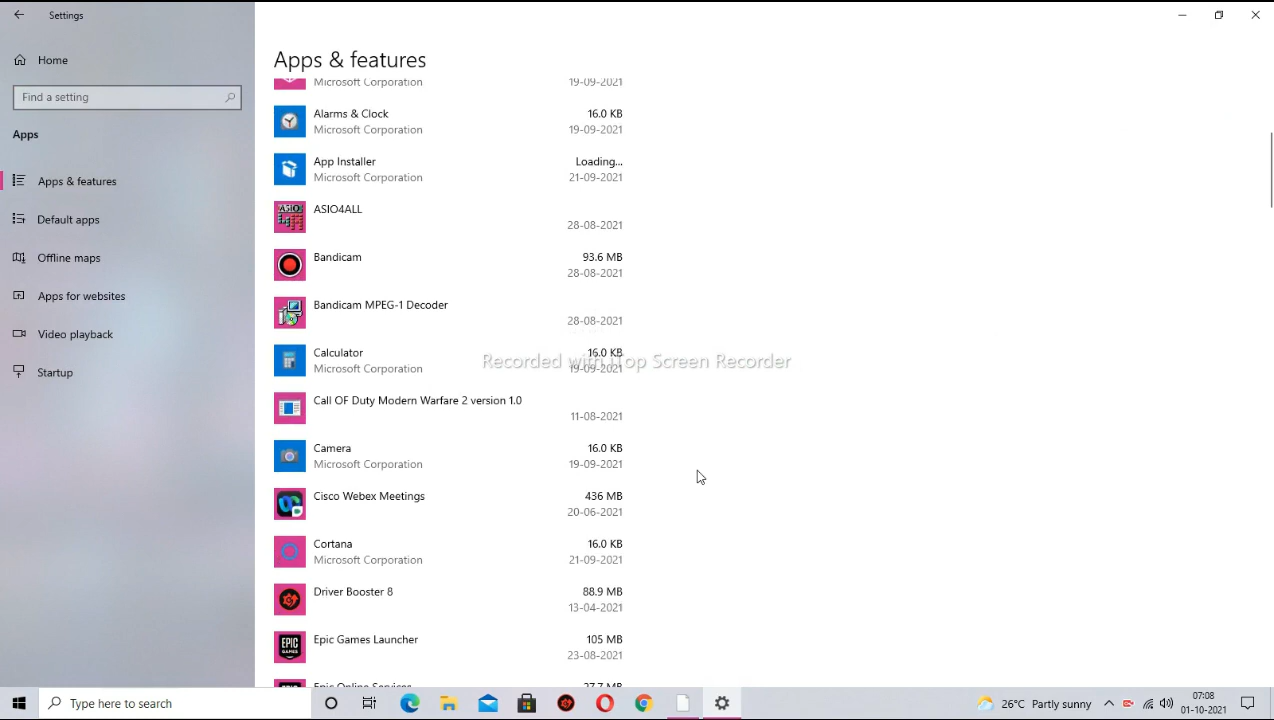 Settings
Home
Find a setting
Apps
Apps & features
Default apps
Offline maps
Apps for websites
Video playback
Startup
Apps & features
Microsoft Corporation 19-09-2021
Alarms & Clock 16.0 KB
Microsoft Corporation 19-09-2021
App Installer Loading...
Microsoft Corporation 21-09-2021
ASIO4ALL
28-08-2021
Bandicam 93.6 MB
28-08-2021
Bandicam MPEG-1 Decoder
28-08-2021
Calculator 16.0 KB
Recorded with iTop Screen Recorder
Microsoft Corporation 19-09-2021
Call OF Duty Modern Warfare 2 version 1.0
11-08-2021
Camera 16.0 KB
Microsoft Corporation 19-09-2021
Cisco Webex Meetings 436 MB
20-06-2021
Cortana 16.0 KB
Microsoft Corporation 21-09-2021
Driver Booster 8 88.9 MB
13-04-2021
Epic Games Launcher 105 MB
23-08-2021
Epic Online Services 27.7 MB
Type here to search
26°C Partly sunny
07:08
01-10-2021